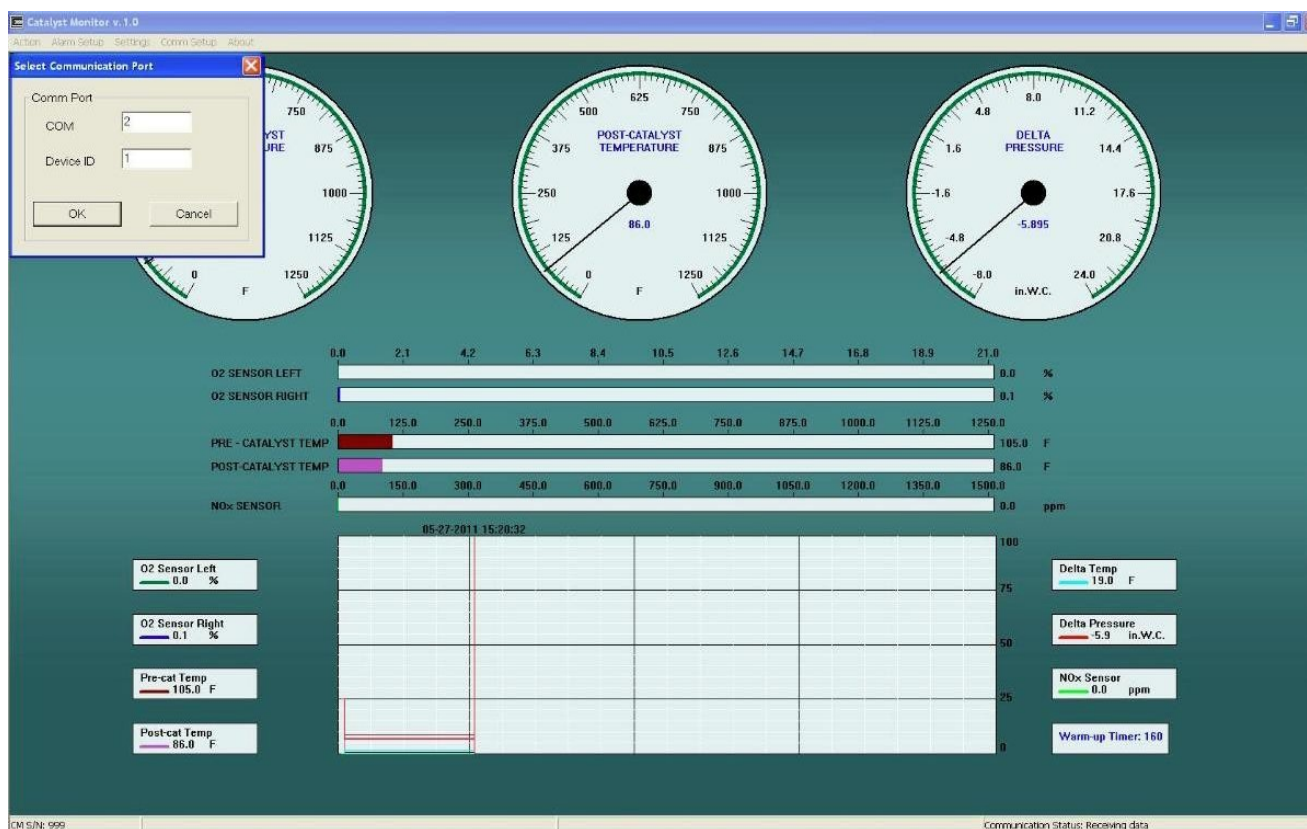 Catalyst Monitor v.1.0
Action Alarm Setup Settings Comm Setup About
Select Communication Port
Comm Port
COM 2
Device ID 1
OK Cancel
750
875
1000
1125
1250
0
F
YST
URE
625
500 750
POST-CATALYST
TEMPERATURE
375 875
250 1000
86.0
125 1125
0 1250
F
8.0
4.8 11.2
DELTA
PRESSURE
1.6 14.4
-1.6 17.6
-5.895
-4.8 20.8
-8.0 24.0
in.W.C.
0.0 2.1 4.2 6.3 8.4 10.5 12.6 14.7 16.8 18.9 21.0
O2 SENSOR LEFT 0.0 %
O2 SENSOR RIGHT 0.1 %
0.0 125.0 250.0 375.0 500.0 625.0 750.0 875.0 1000.0 1125.0 1250.0
PRE - CATALYST TEMP 105.0 F
POST-CATALYST TEMP 86.0 F
0.0 150.0 300.0 450.0 600.0 750.0 900.0 1050.0 1200.0 1350.0 1500.0
NOx SENSOR 0.0 ppm
05-27-2011 15:20:32
100
75
50
25
0
O2 Sensor Left
0.0 %
O2 Sensor Right
0.1 %
Pre-cat Temp
105.0 F
Post-cat Temp
86.0 F
Delta Temp
19.0 F
Delta Pressure
-5.9 in.W.C.
NOx Sensor
0.0 ppm
Warm-up Timer: 160
CM S/N: 999
Communication Status: Receiving data